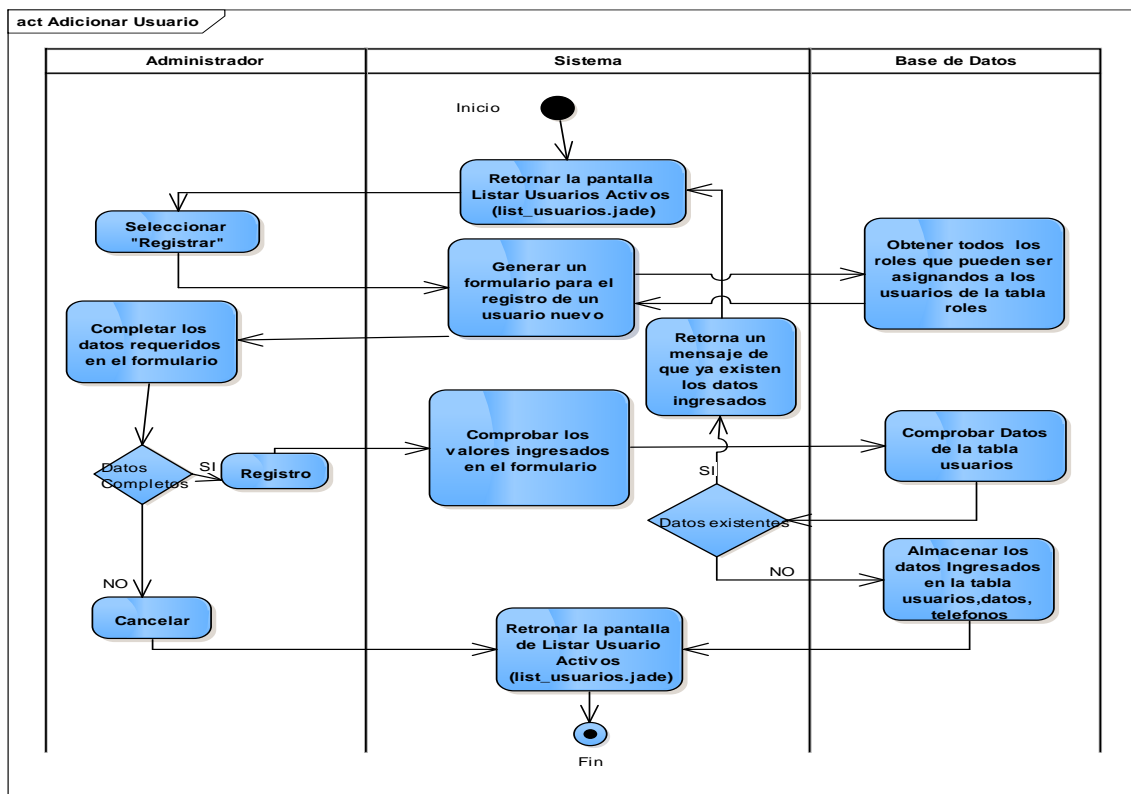 act Adicionar Usuario
Administrador
Sistema
Base de Datos
Inicio
Retornar la pantalla
Listar Usuarios Activos
(list_usuarios.jade)
Seleccionar
"Registrar"
Generar un
formulario para el
registro de un
usuario nuevo
Obtener todos los
roles que pueden ser
asignandos a los
usuarios de la tabla
roles
Completar los
datos requeridos
en el formulario
Retorna un
mensaje de
que ya existen
los datos
ingresados
Datos
Completos
SI
Registro
Comprobar los
valores ingresados
en el formulario
Comprobar Datos
de la tabla
usuarios
SI
Datos existentes
NO
Almacenar los
datos Ingresados
en la tabla
usuarios,datos,
telefonos
NO
Cancelar
Retronar la pantalla
de Listar Usuario
Activos
(list_usuarios.jade)
Fin